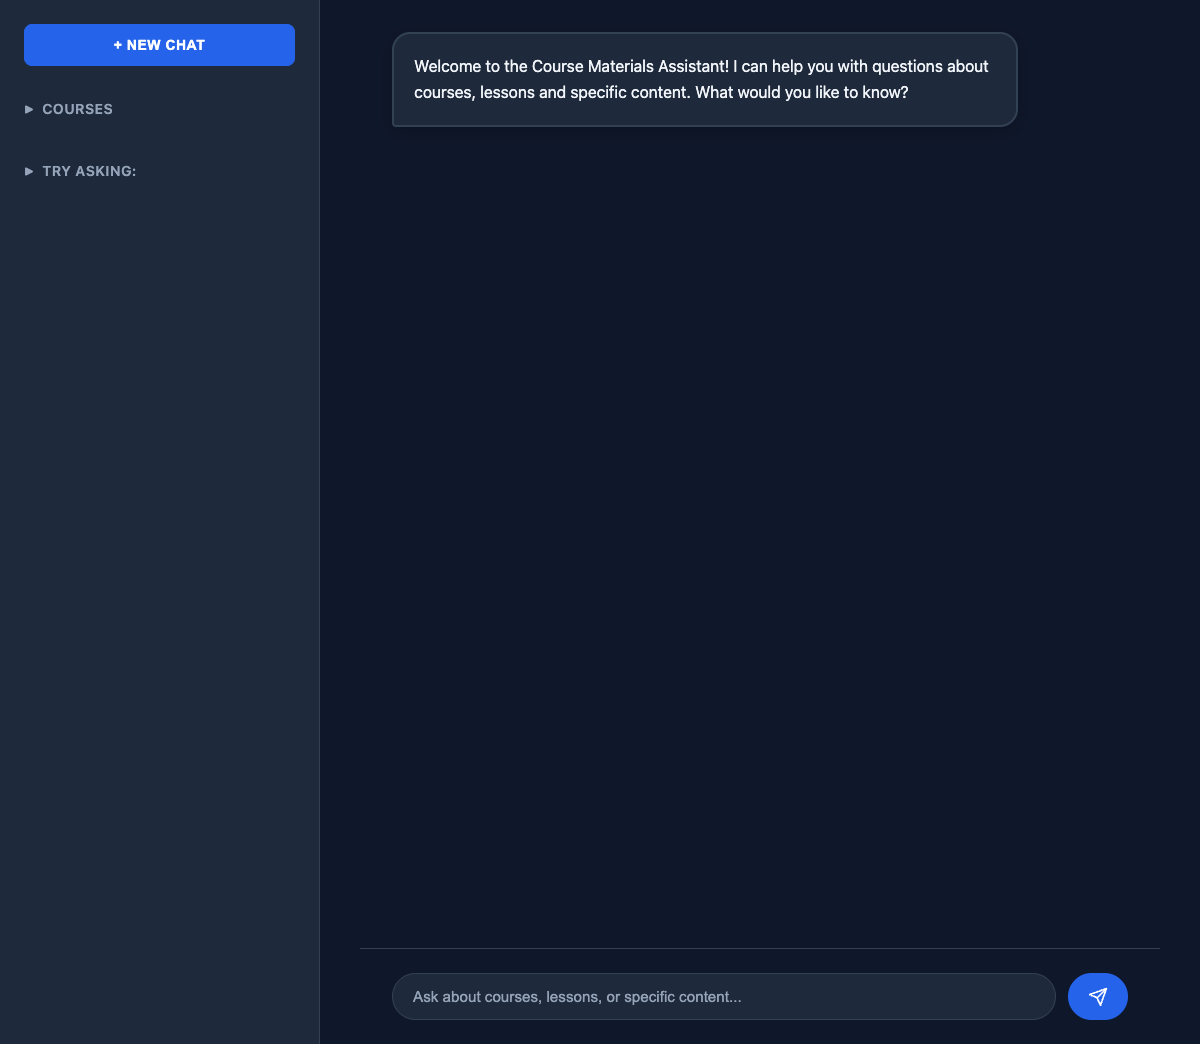 + NEW CHAT
▶ COURSES
▶ TRY ASKING:
Welcome to the Course Materials Assistant! I can help you with questions about
courses, lessons and specific content. What would you like to know?
Ask about courses, lessons, or specific content...